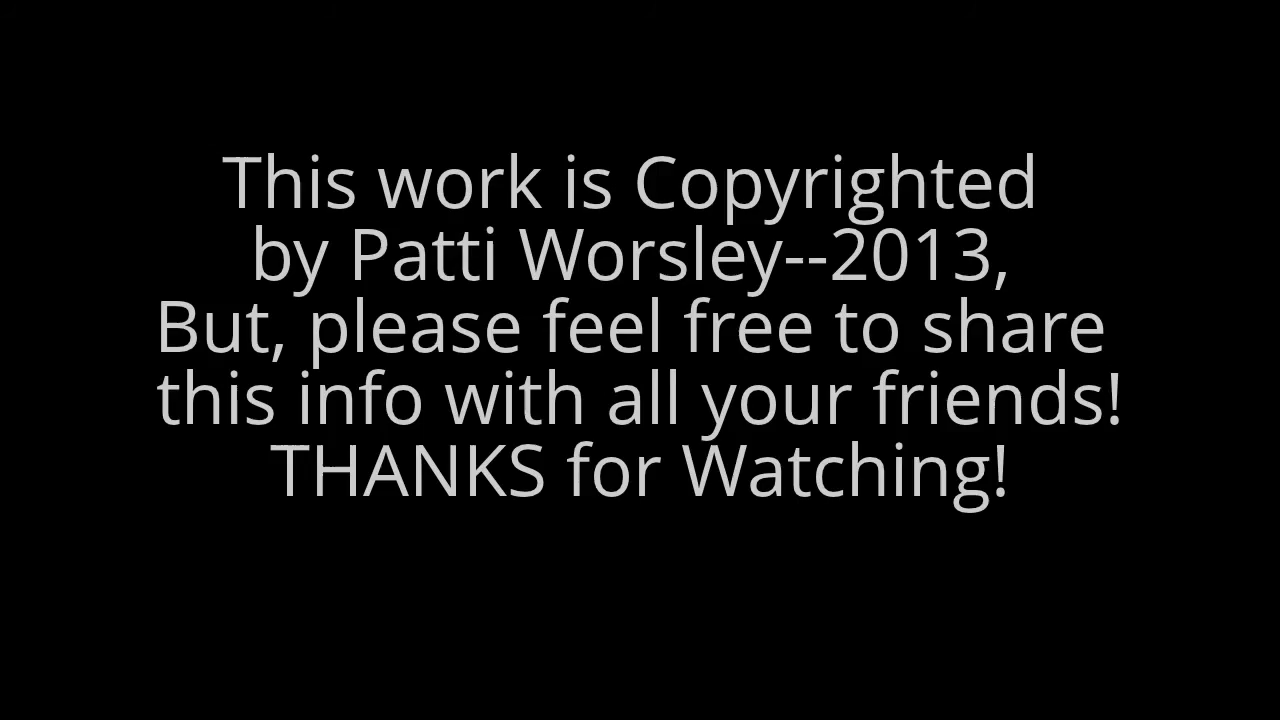 This work is Copyrighted
by Patti Worsley--2013,
But, please feel free to share
this info with all your friends!
THANKS for Watching!